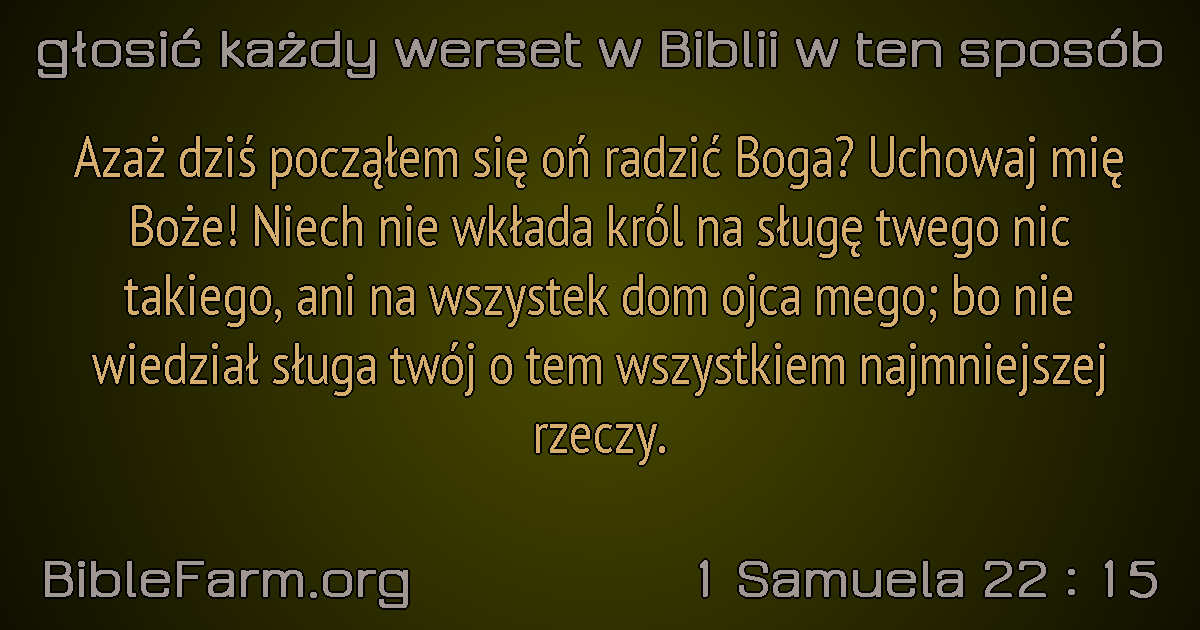 głosić każdy werset w Biblii w ten sposób
Azaż dziś począłem się oń radzić Boga? Uchowaj mię
Boże! Niech nie wkłada król na sługę twego nic
takiego, ani na wszystek dom ojca mego; bo nie
wiedział sługa twój o tem wszystkiem najmniejszej
rzeczy.
BibleFarm.org
1 Samuela 22 : 15